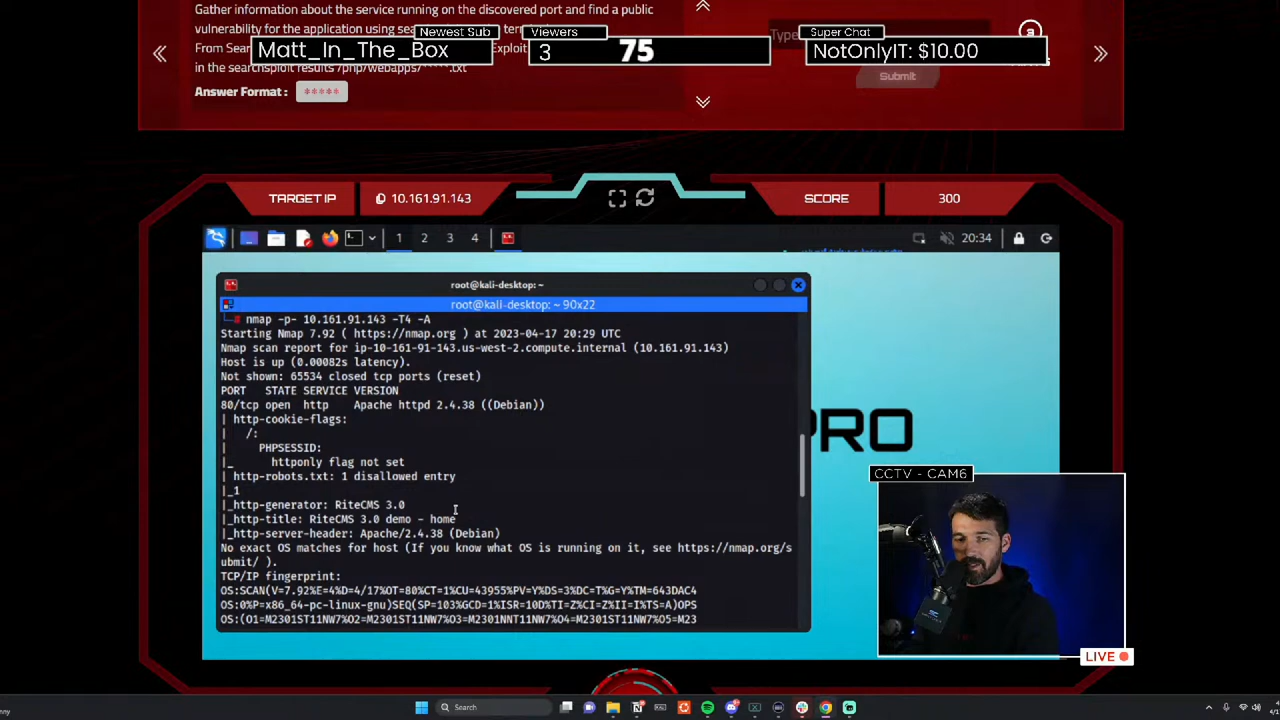 Gather information about the service running on the discovered port and find a public
vulnerability for the application using
From Sear
Exploit
in the searchsploit results /php/webapps/*****.txt
Answer Format : *****
Newest Sub
Matt_In_The_Box
Viewers
3 75
Type
Super Chat
NotOnlyIT: $10.00
Submit
TARGET IP
10.161.91.143
SCORE
300
1 2 3 4
20:34
root@kali-desktop: ~
root@kali-desktop: ~ 90x22
nmap -p- 10.161.91.143 -T4 -A
Starting Nmap 7.92 ( https://nmap.org ) at 2023-04-17 20:29 UTC
Nmap scan report for ip-10-161-91-143.us-west-2.compute.internal (10.161.91.143)
Host is up (0.00082s latency).
Not shown: 65534 closed tcp ports (reset)
PORT STATE SERVICE VERSION
80/tcp open http Apache httpd 2.4.38 ((Debian))
| http-cookie-flags:
| /:
| PHPSESSID:
|_ httponly flag not set
| http-robots.txt: 1 disallowed entry
|_1
|_http-generator: RiteCMS 3.0
|_http-title: RiteCMS 3.0 demo - home
|_http-server-header: Apache/2.4.38 (Debian)
No exact OS matches for host (If you know what OS is running on it, see https://nmap.org/s
ubmit/ ).
TCP/IP fingerprint:
OS:SCAN(V=7.92%E=4%D=4/17%OT=80%CT=1%CU=43955%PV=Y%DS=3%DC=T%G=Y%TM=643DAC4
OS:0%P=x86_64-pc-linux-gnu)SEQ(SP=103%GCD=1%ISR=10D%TI=Z%CI=Z%II=I%TS=A)OPS
OS:(O1=M2301ST11NW7%O2=M2301ST11NW7%O3=M2301NNT11NW7%O4=M2301ST11NW7%O5=M23
PRO
CCTV - CAM6
LIVE
Search